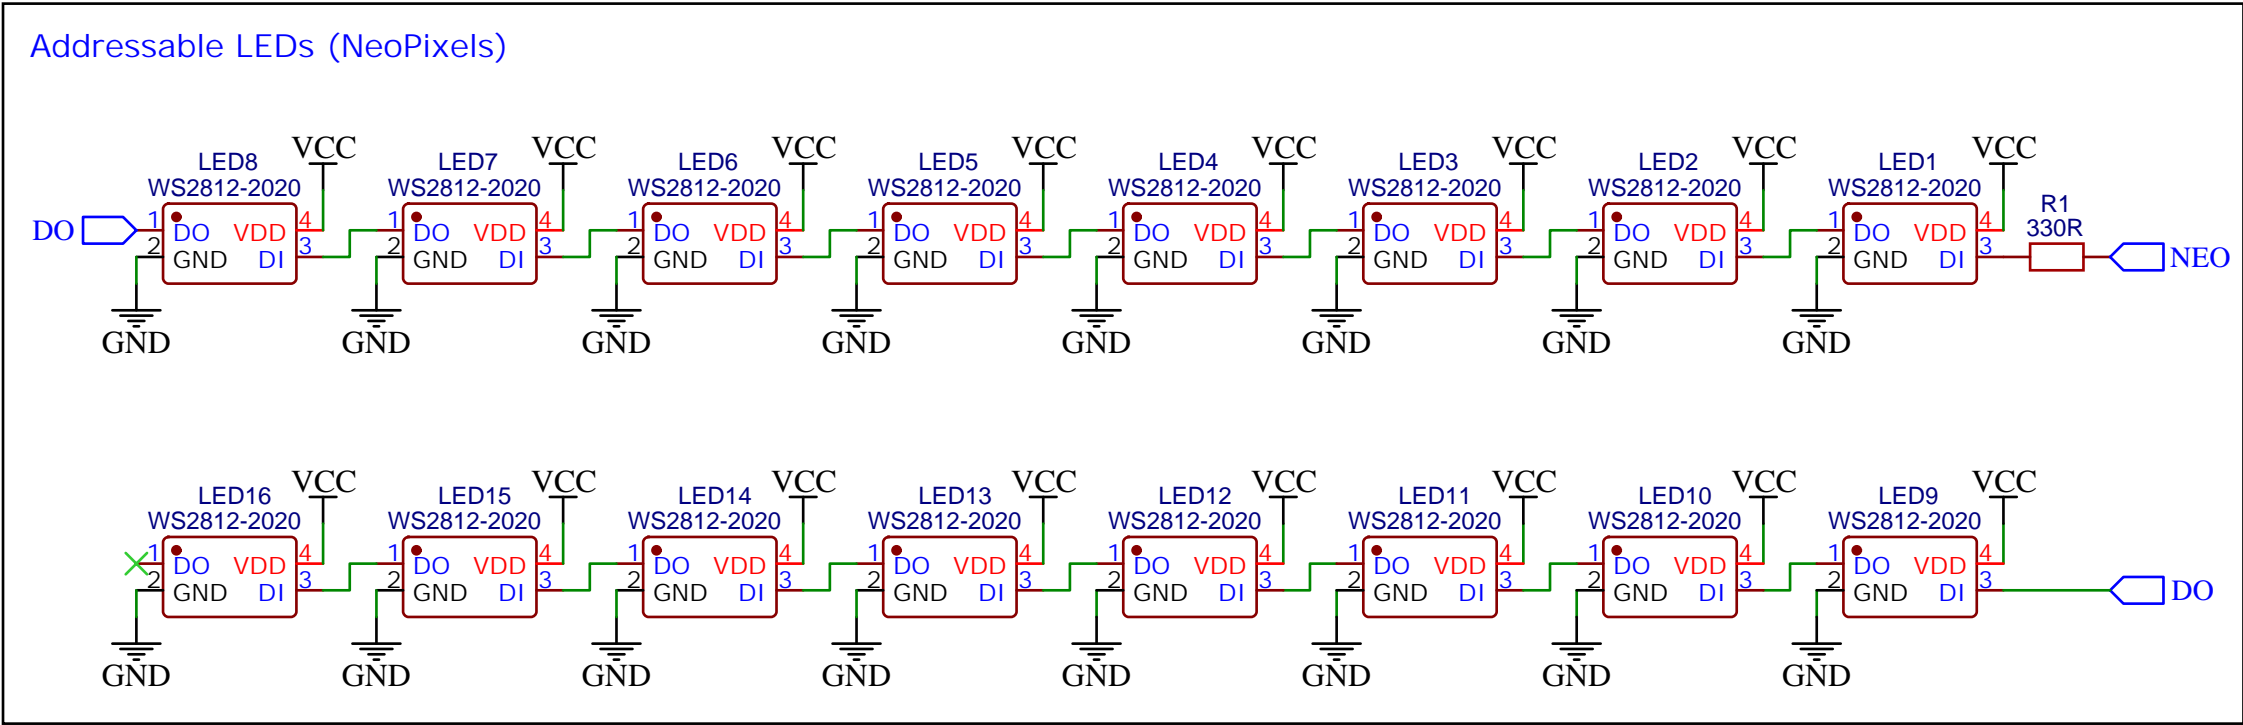 Addressable LEDs (NeoPixels)
VCC VCC VCC VCC VCC VCC VCC VCC
LED8 LED7 LED6 LED5 LED4 LED3 LED2 LED1
WS2812-2020 WS2812-2020 WS2812-2020 WS2812-2020 WS2812-2020 WS2812-2020 WS2812-2020 WS2812-2020
R1
330R
1 4 1 4 1 4 1 4 1 4 1 4 1 4 1 4
DO DO VDD DO VDD DO VDD DO VDD DO VDD DO VDD DO VDD DO VDD
2 3 2 3 2 3 2 3 2 3 2 3 2 3 2 3
GND DI GND DI GND DI GND DI GND DI GND DI GND DI GND DI NEO
GND GND GND GND GND GND GND GND
VCC VCC VCC VCC VCC VCC VCC VCC
LED16 LED15 LED14 LED13 LED12 LED11 LED10 LED9
WS2812-2020 WS2812-2020 WS2812-2020 WS2812-2020 WS2812-2020 WS2812-2020 WS2812-2020 WS2812-2020
1 4 1 4 1 4 1 4 1 4 1 4 1 4 1 4
DO VDD DO VDD DO VDD DO VDD DO VDD DO VDD DO VDD DO VDD
2 3 2 3 2 3 2 3 2 3 2 3 2 3 2 3
GND DI GND DI GND DI GND DI GND DI GND DI GND DI GND DI DO
GND GND GND GND GND GND GND GND